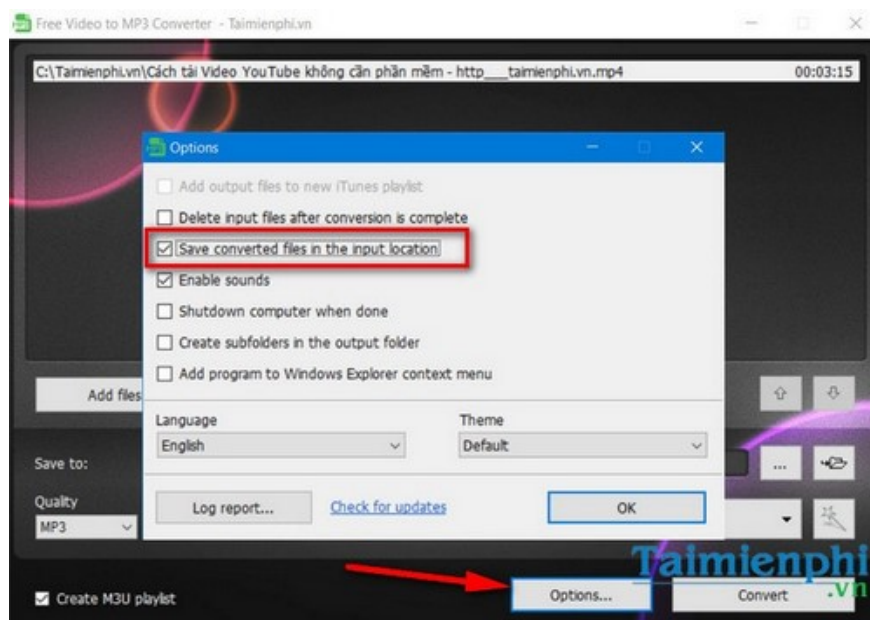 Free Video to MP3 Converter - Taimienphi.vn
C:\Taimienphi.vn\Cách tải Video YouTube không cần phần mềm - http___taimienphi.vn.mp4 00:03:15
Options
Add output files to new iTunes playlist
Delete input files after conversion is complete
Save converted files in the input location
Enable sounds
Shutdown computer when done
Create subfolders in the output folder
Add program to Windows Explorer context menu
Add files
Language Theme
English Default
Save to: ...
Quality
Log report... Check for updates OK
MP3
Taimienphi
.vn
Create M3U playlist Options... Convert